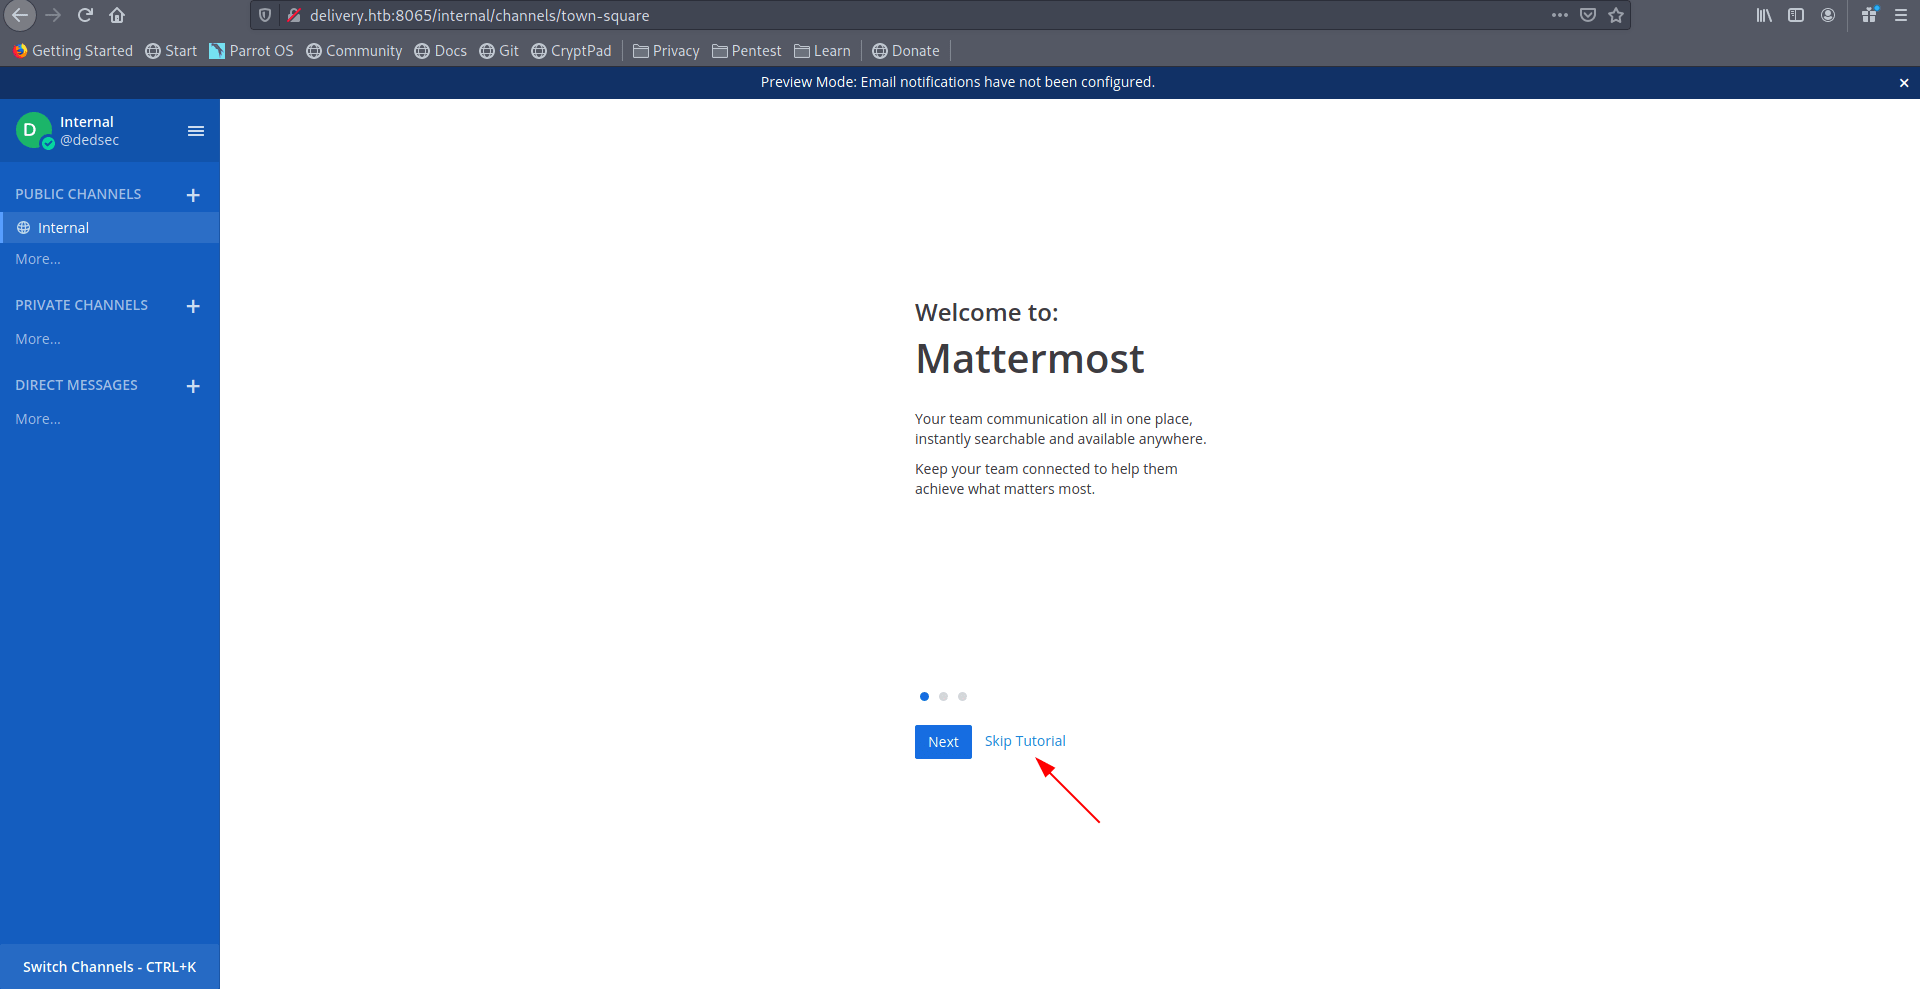 delivery.htb:8065/internal/channels/town-square
Getting Started Start Parrot OS Community Docs Git CryptPad Privacy Pentest Learn Donate
Preview Mode: Email notifications have not been configured.
D
Internal
@dedsec
PUBLIC CHANNELS
Internal
More...
PRIVATE CHANNELS
More...
DIRECT MESSAGES
More...
Switch Channels - CTRL+K
Welcome to:
Mattermost
Your team communication all in one place,
instantly searchable and available anywhere.
Keep your team connected to help them
achieve what matters most.
Next Skip Tutorial